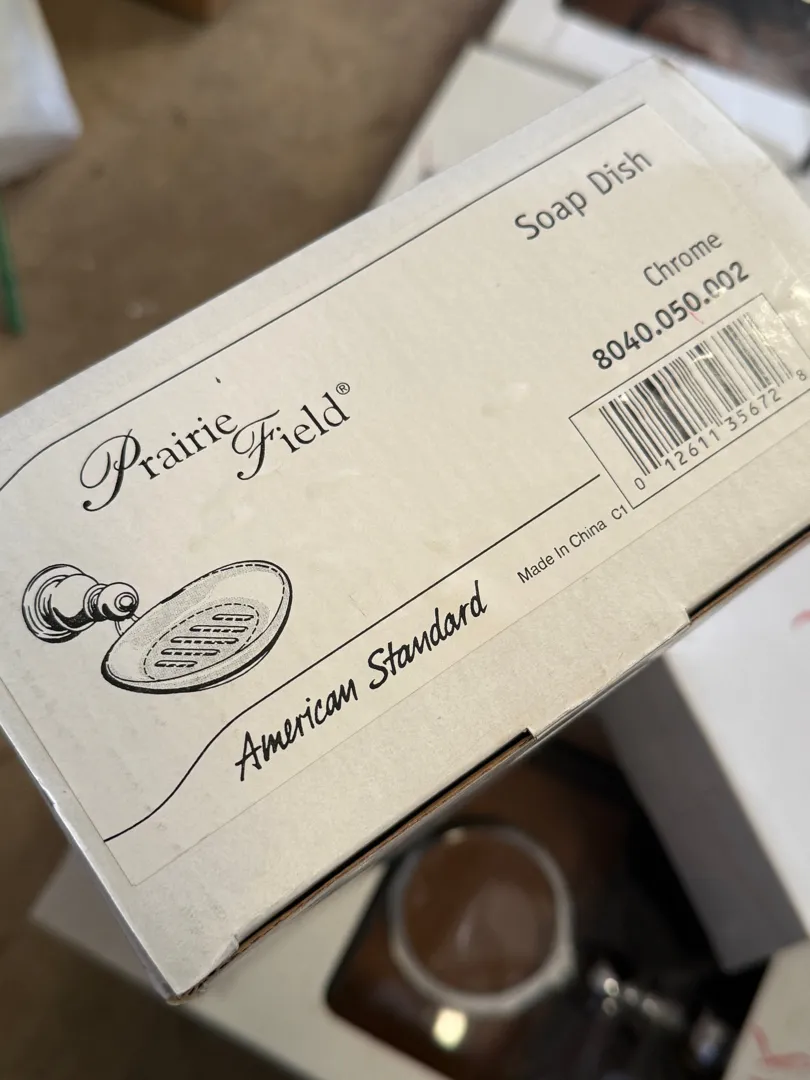 Soap Dish
Chrome
8040.050.002
0 12611 35672 8
Prairie Field®
Made In China C1
American Standard